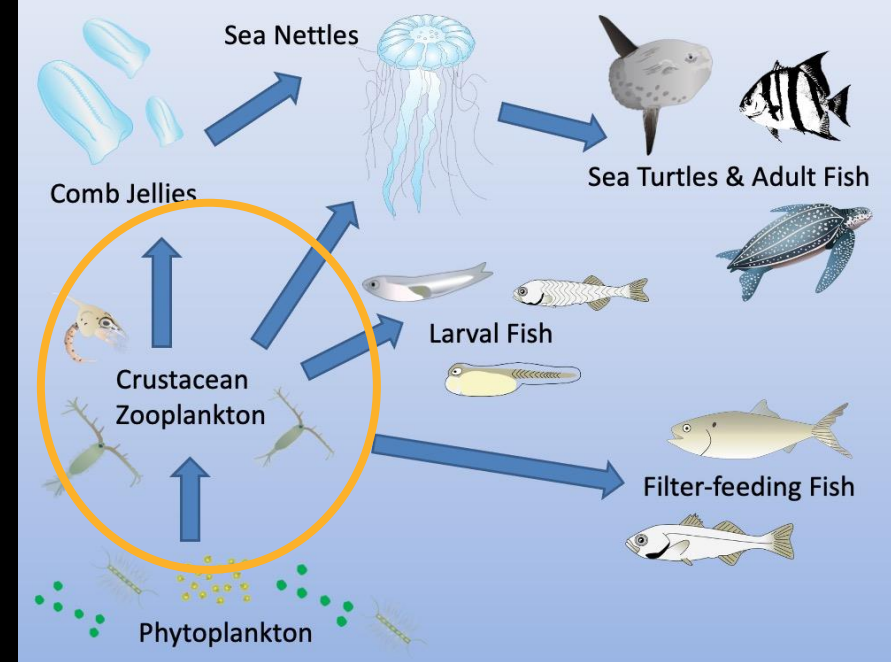 Sea Nettles
Comb Jellies
Sea Turtles & Adult Fish
Larval Fish
Crustacean
Zooplankton
Filter-feeding Fish
Phytoplankton